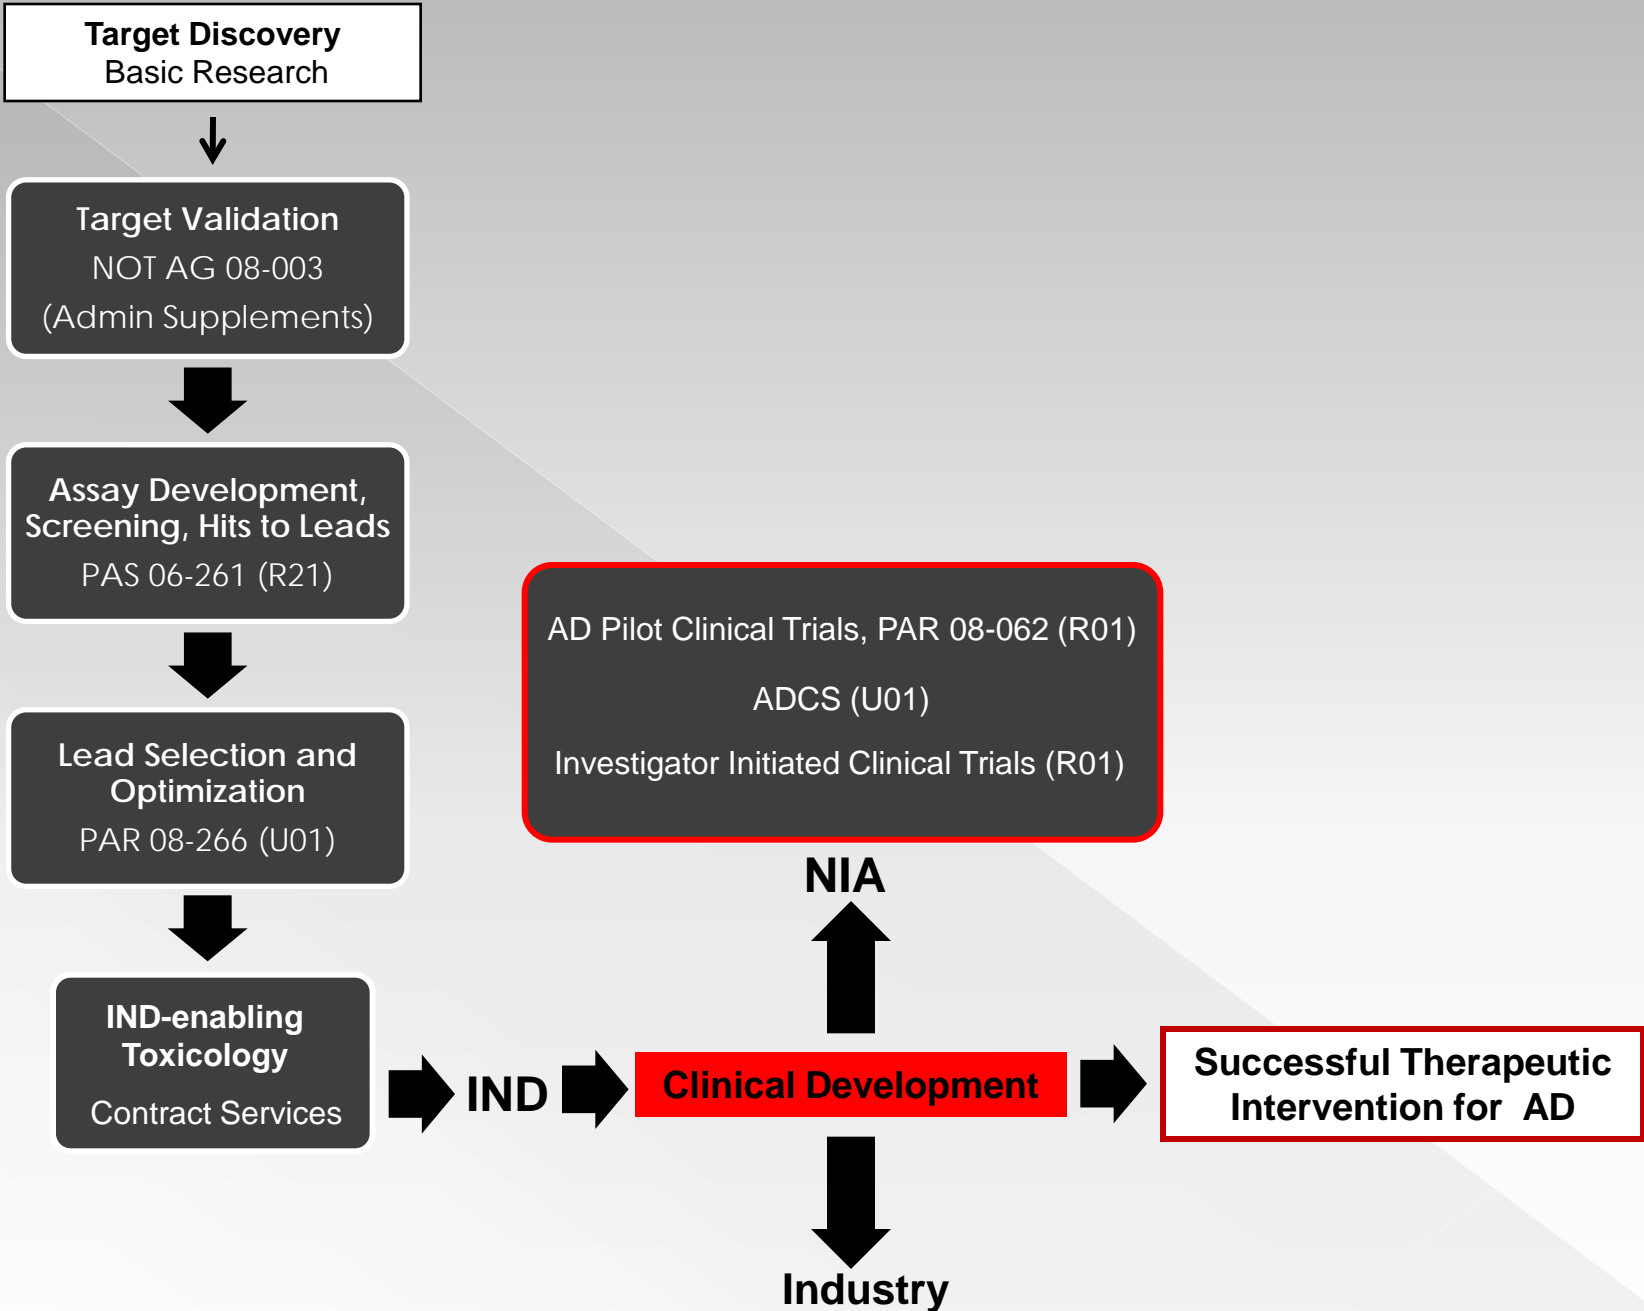 Target Discovery
Basic Research
Target Validation
NOT AG 08-003
(Admin Supplements)
Assay Development,
Screening, Hits to Leads
PAS 06-261 (R21)
Lead Selection and
Optimization
PAR 08-266 (U01)
IND-enabling
Toxicology
Contract Services
IND
Clinical Development
AD Pilot Clinical Trials, PAR 08-062 (R01)
ADCS (U01)
Investigator Initiated Clinical Trials (R01)
NIA
Industry
Successful Therapeutic
Intervention for AD